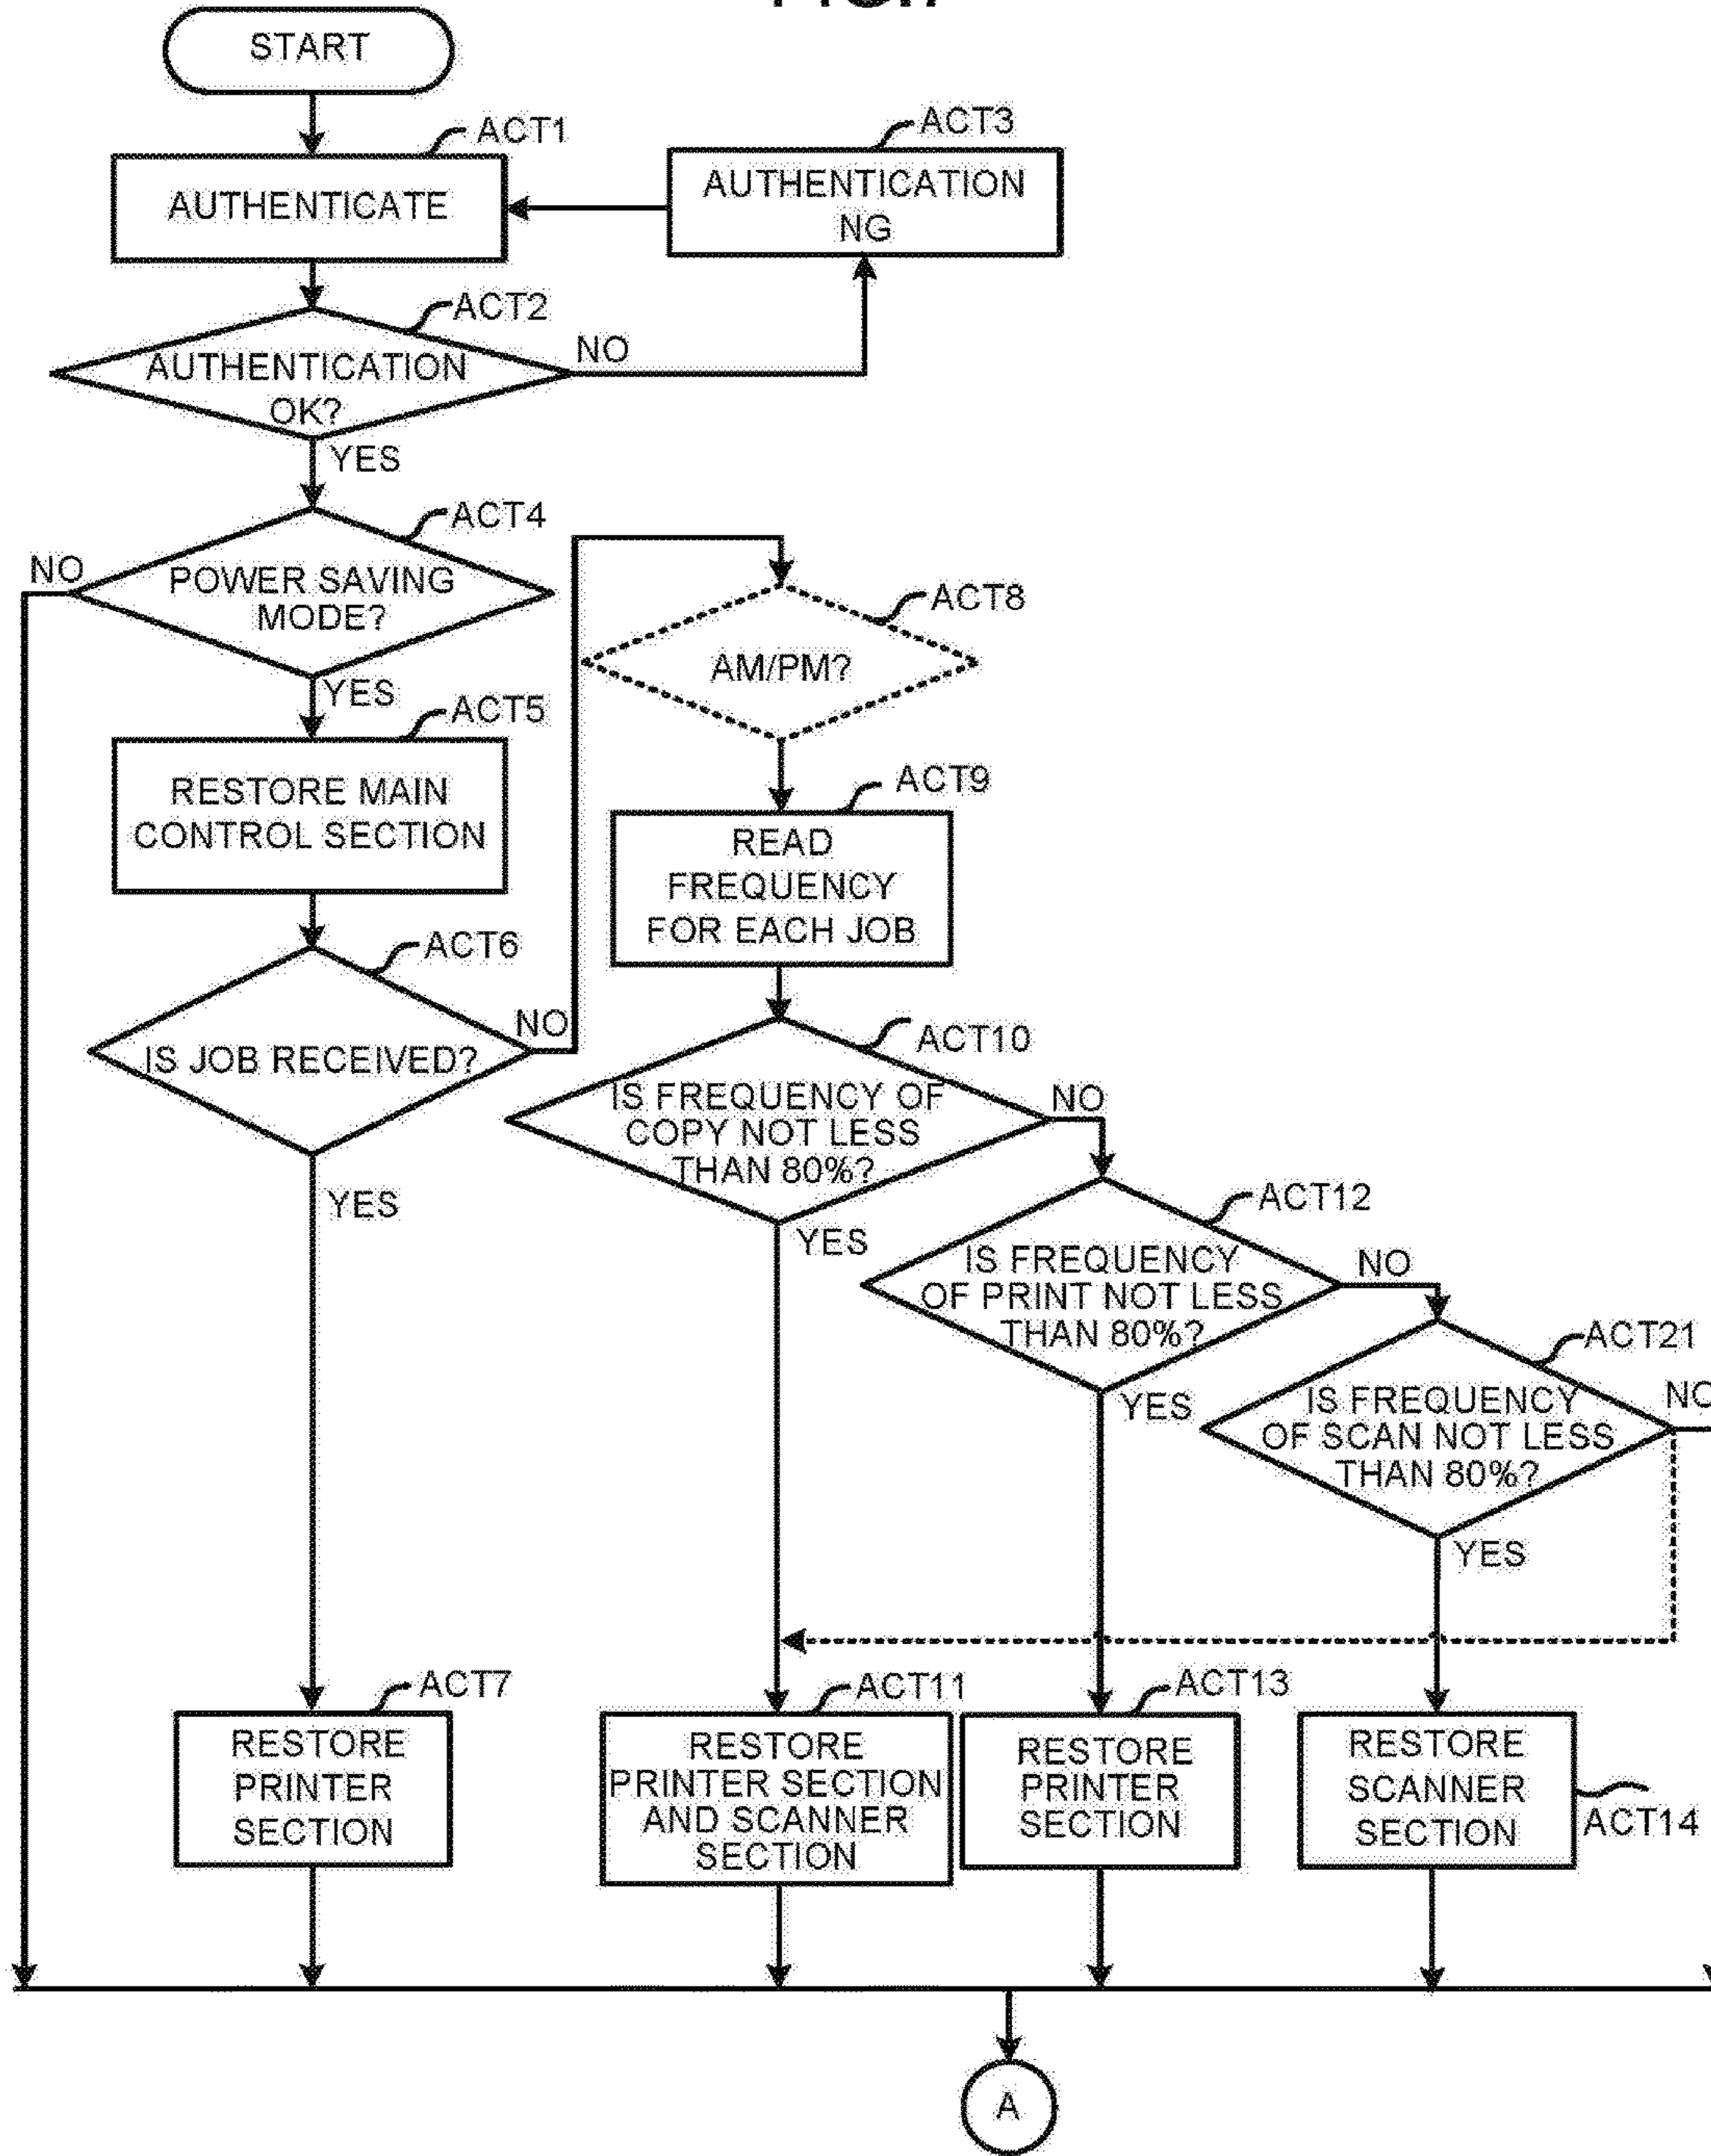 START
ACT1
ACT3
AUTHENTICATE
AUTHENTICATION
NG
ACT2
AUTHENTICATION
OK?
NO
YES
ACT4
NO
POWER SAVING
MODE?
YES
ACT5
RESTORE MAIN
CONTROL SECTION
ACT6
IS JOB RECEIVED?
NO
YES
ACT7
RESTORE
PRINTER
SECTION
ACT8
AM/PM?
ACT9
READ
FREQUENCY
FOR EACH JOB
ACT10
IS FREQUENCY OF
COPY NOT LESS
THAN 80%?
NO
YES
ACT12
IS FREQUENCY
OF PRINT NOT LESS
THAN 80%?
NO
YES
ACT21
IS FREQUENCY
OF SCAN NOT LESS
THAN 80%?
NO
YES
ACT11
RESTORE
PRINTER SECTION
AND SCANNER
SECTION
ACT13
RESTORE
PRINTER
SECTION
RESTORE
SCANNER
SECTION
ACT14
A